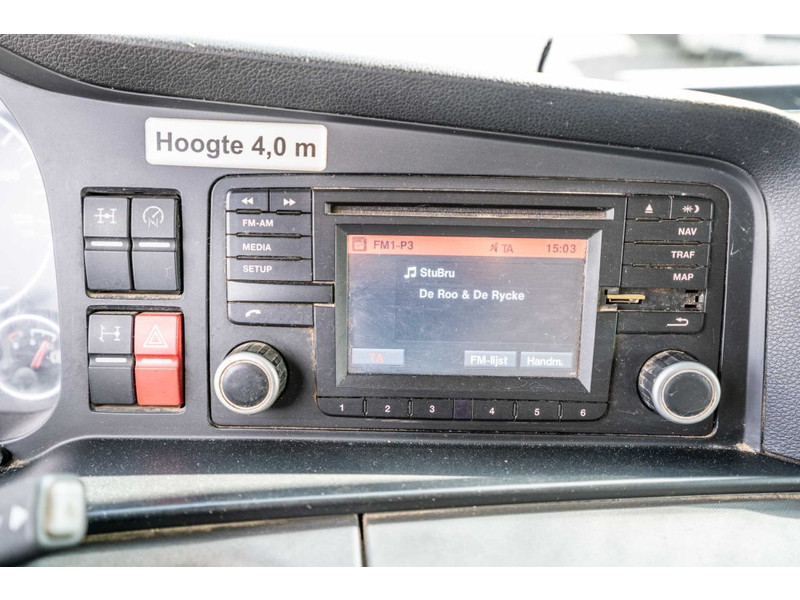 Hoogte 4,0 m
FM-AM
MEDIA
SETUP
FM1-P3 TA 15:03
StuBru
De Roo & De Rycke
TA FM-lijst Handm.
NAV
TRAF
MAP
1 2 3 4 5 6